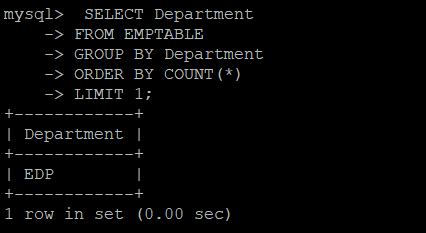 mysql>  SELECT Department
    -> FROM EMPTABLE
    -> GROUP BY Department
    -> ORDER BY COUNT(*)
    -> LIMIT 1;
+------------+
| Department |
+------------+
| EDP        |
+------------+
1 row in set (0.00 sec)